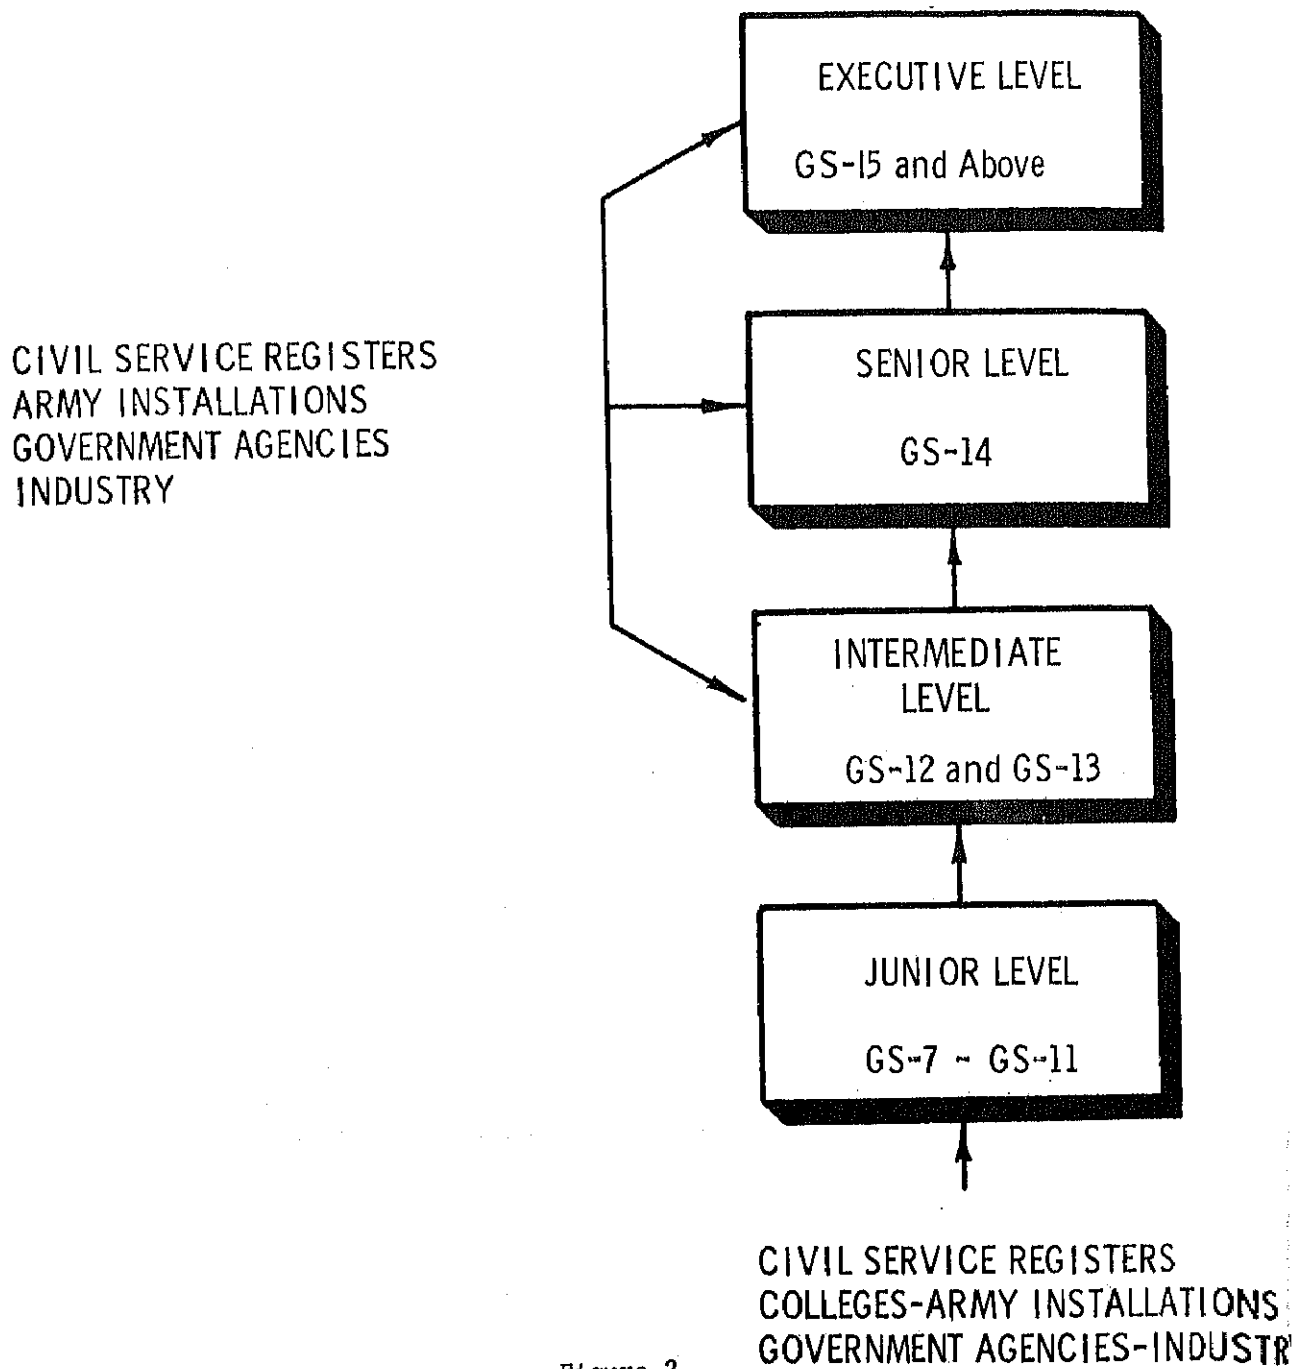 EXECUTIVE LEVEL
GS-15 and Above
CIVIL SERVICE REGISTERS
ARMY INSTALLATIONS
GOVERNMENT AGENCIES
INDUSTRY
SENIOR LEVEL
GS-14
INTERMEDIATE
LEVEL
GS-12 and GS-13
JUNIOR LEVEL
GS-7 - GS-11
CIVIL SERVICE REGISTERS
COLLEGES-ARMY INSTALLATIONS
GOVERNMENT AGENCIES-INDUSTR